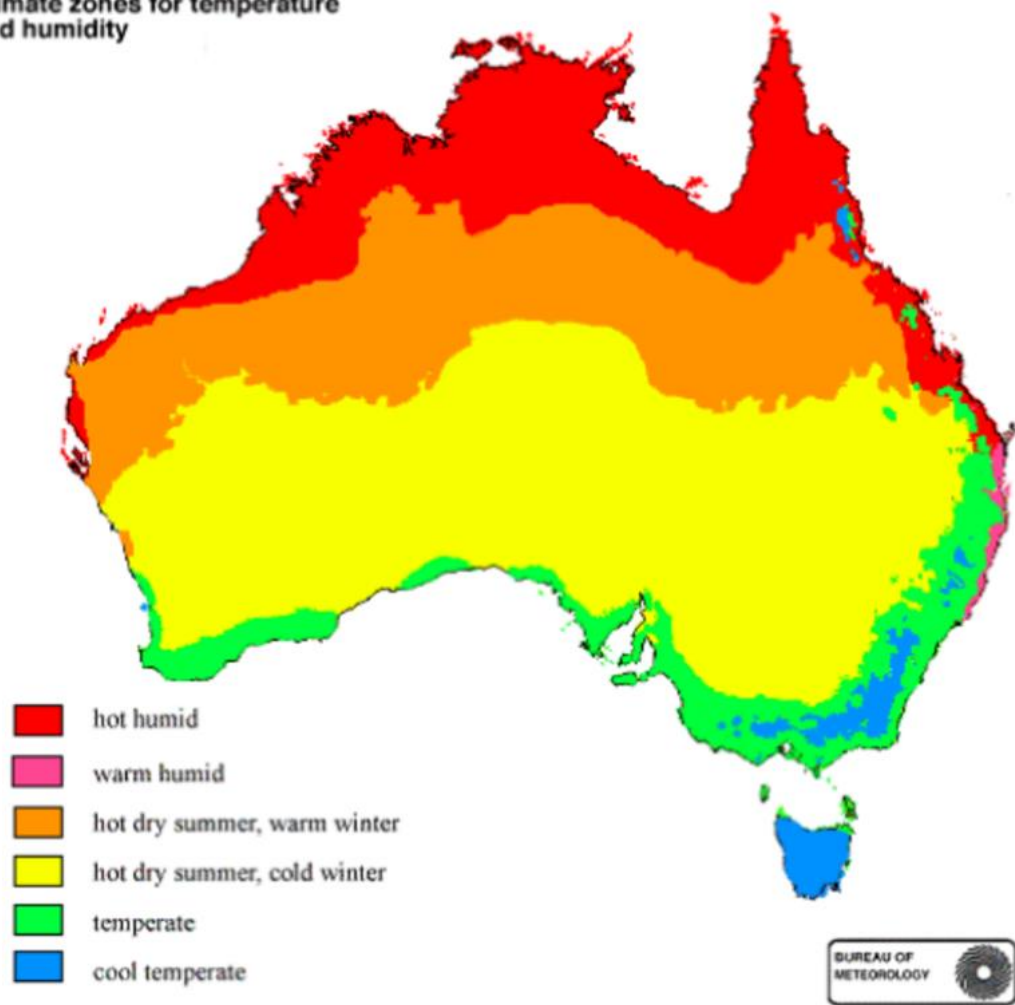 imate zones for temperature
d humidity
hot humid
warm humid
hot dry summer, warm winter
hot dry summer, cold winter
temperate
cool temperate
BUREAU OF
METEOROLOGY